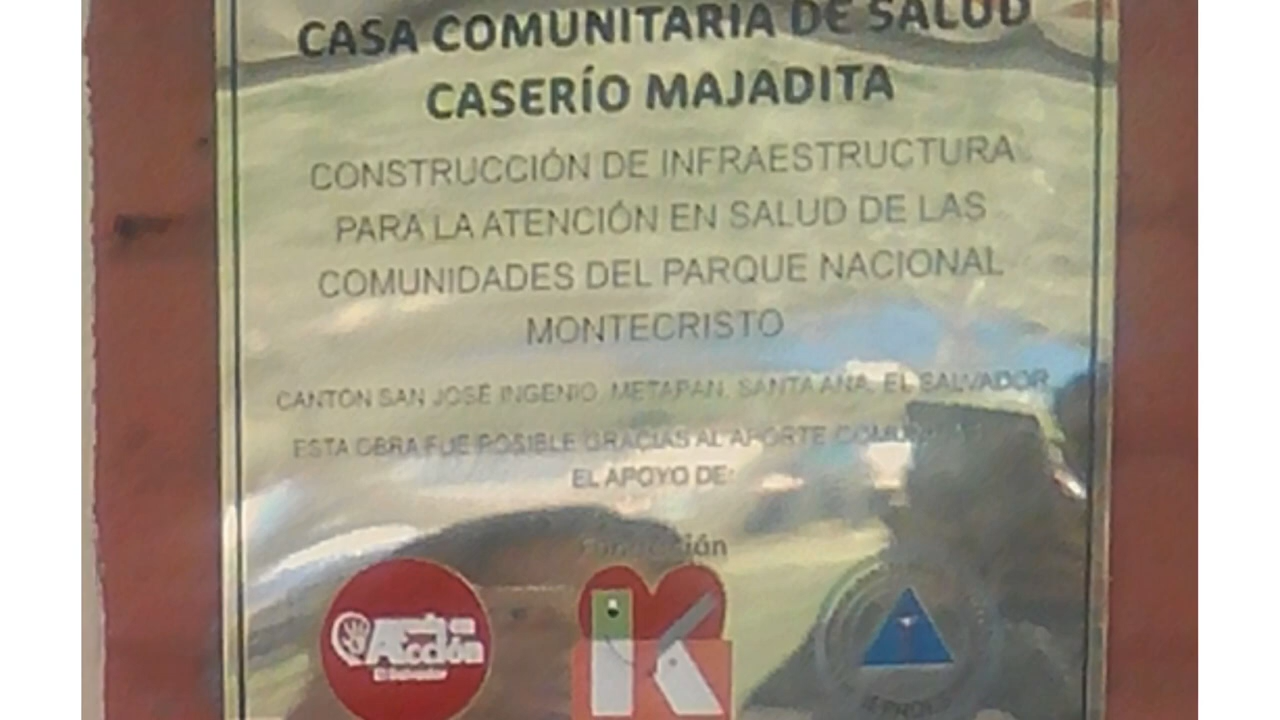 CASA COMUNITARIA DE SALUD
CASERÍO MAJADITA
CONSTRUCCIÓN DE INFRAESTRUCTURA
PARA LA ATENCIÓN EN SALUD DE LAS
COMUNIDADES DEL PARQUE NACIONAL
MONTECRISTO
CANTÓN SAN JOSÉ INGENIO, METAPAN, SANTA ANA, EL SALVADOR
ESTA OBRA FUE POSIBLE GRACIAS AL APORTE
EL APOYO DE:
Fundación
Acción
El Salvador
K